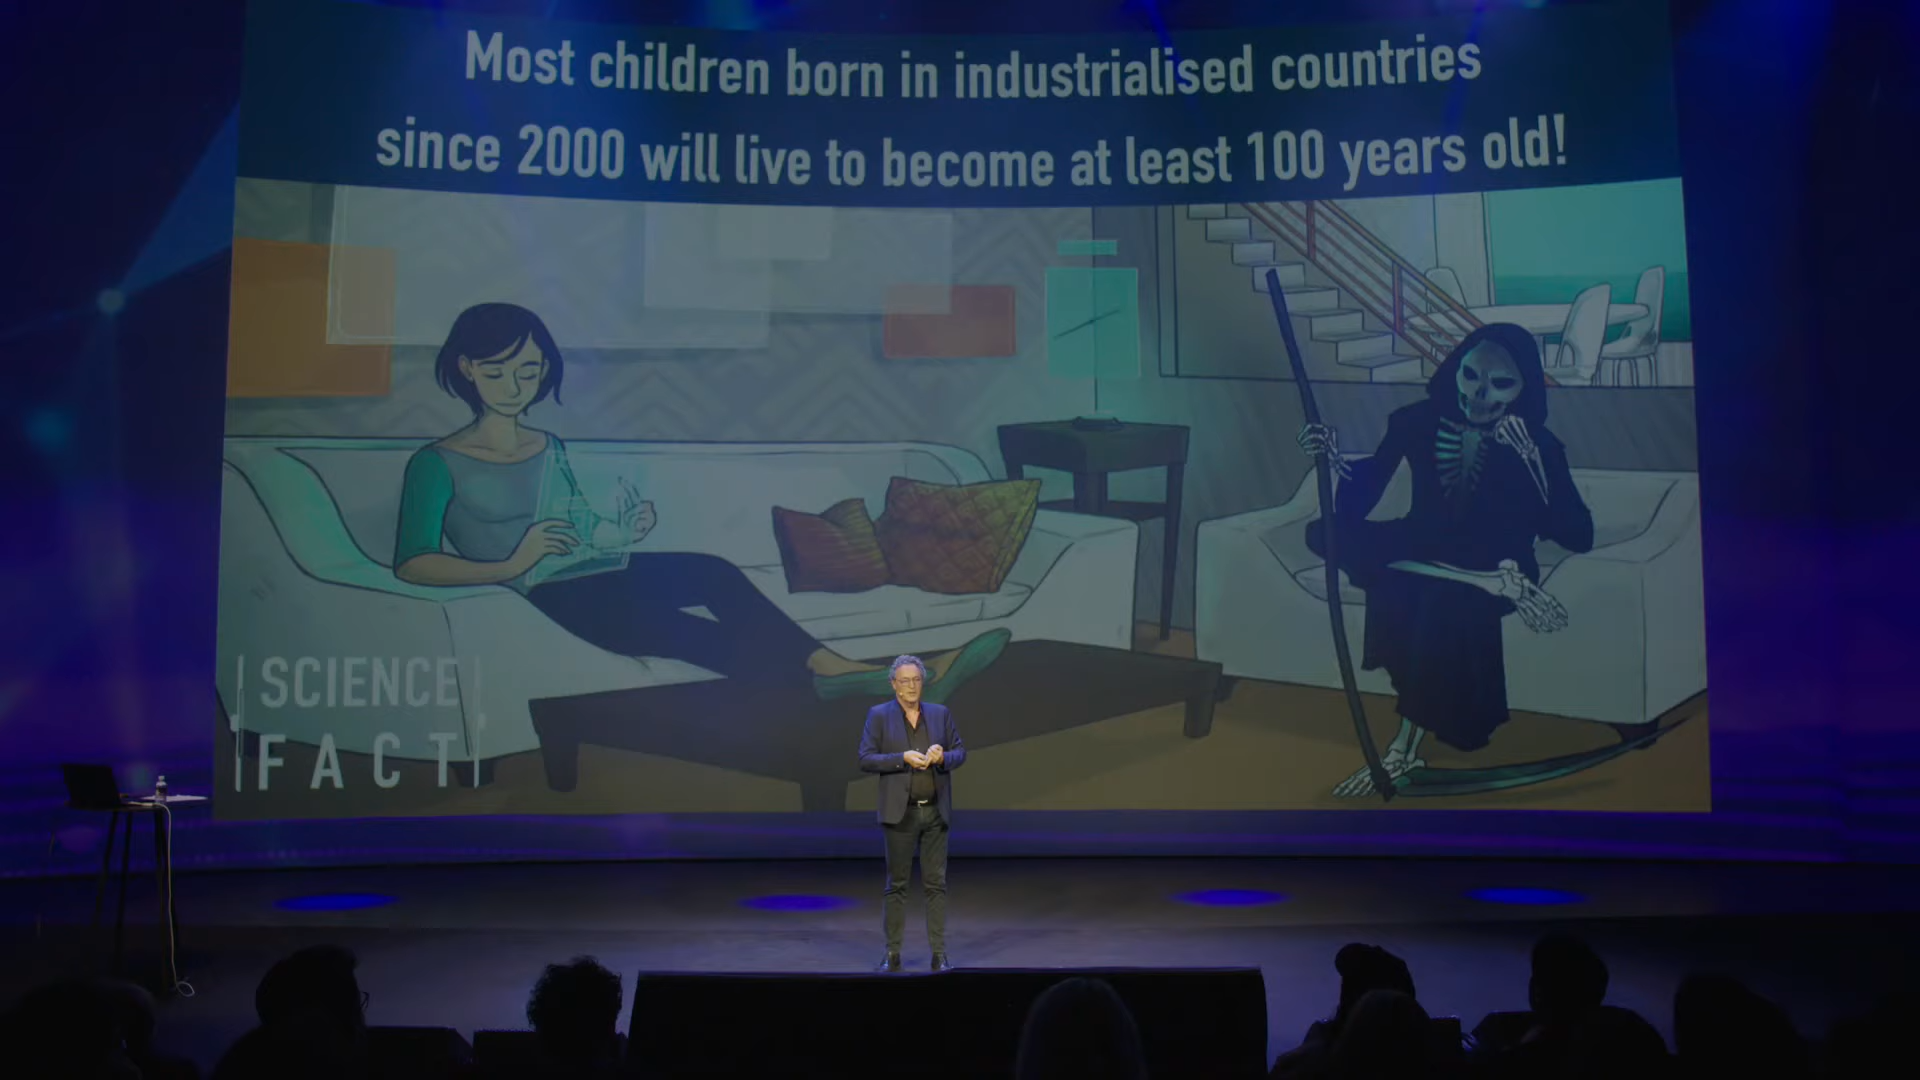 Most children born in industrialised countries
since 2000 will live to become at least 100 years old!
SCIENCE
FACT